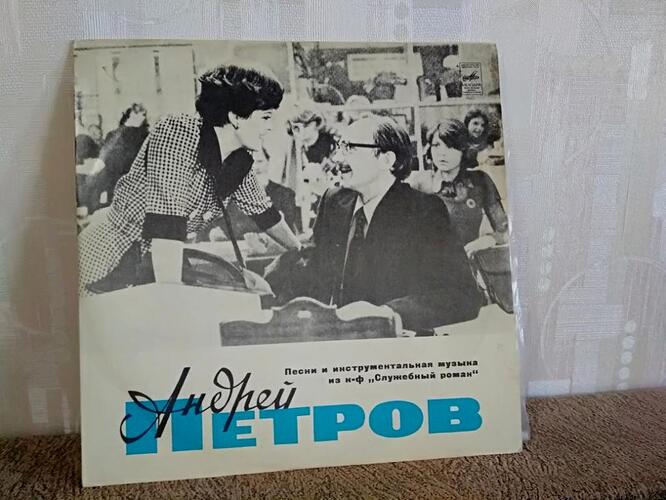 Песни и инструментальная музыка
из к-ф „Служебный роман“
Андрей
ПЕТРОВ